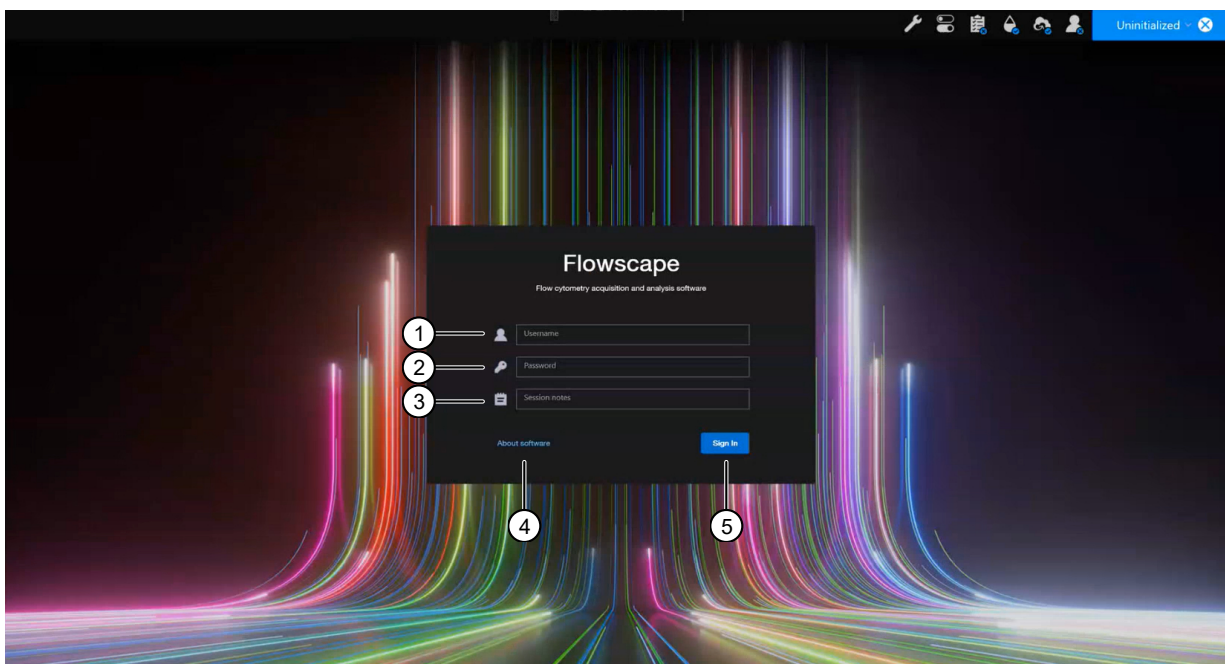 Uninitialized
Flowscape
Flow cytometry acquisition and analysis software
1
Username
2
Password
3
Session notes
About software
Sign In
4
5